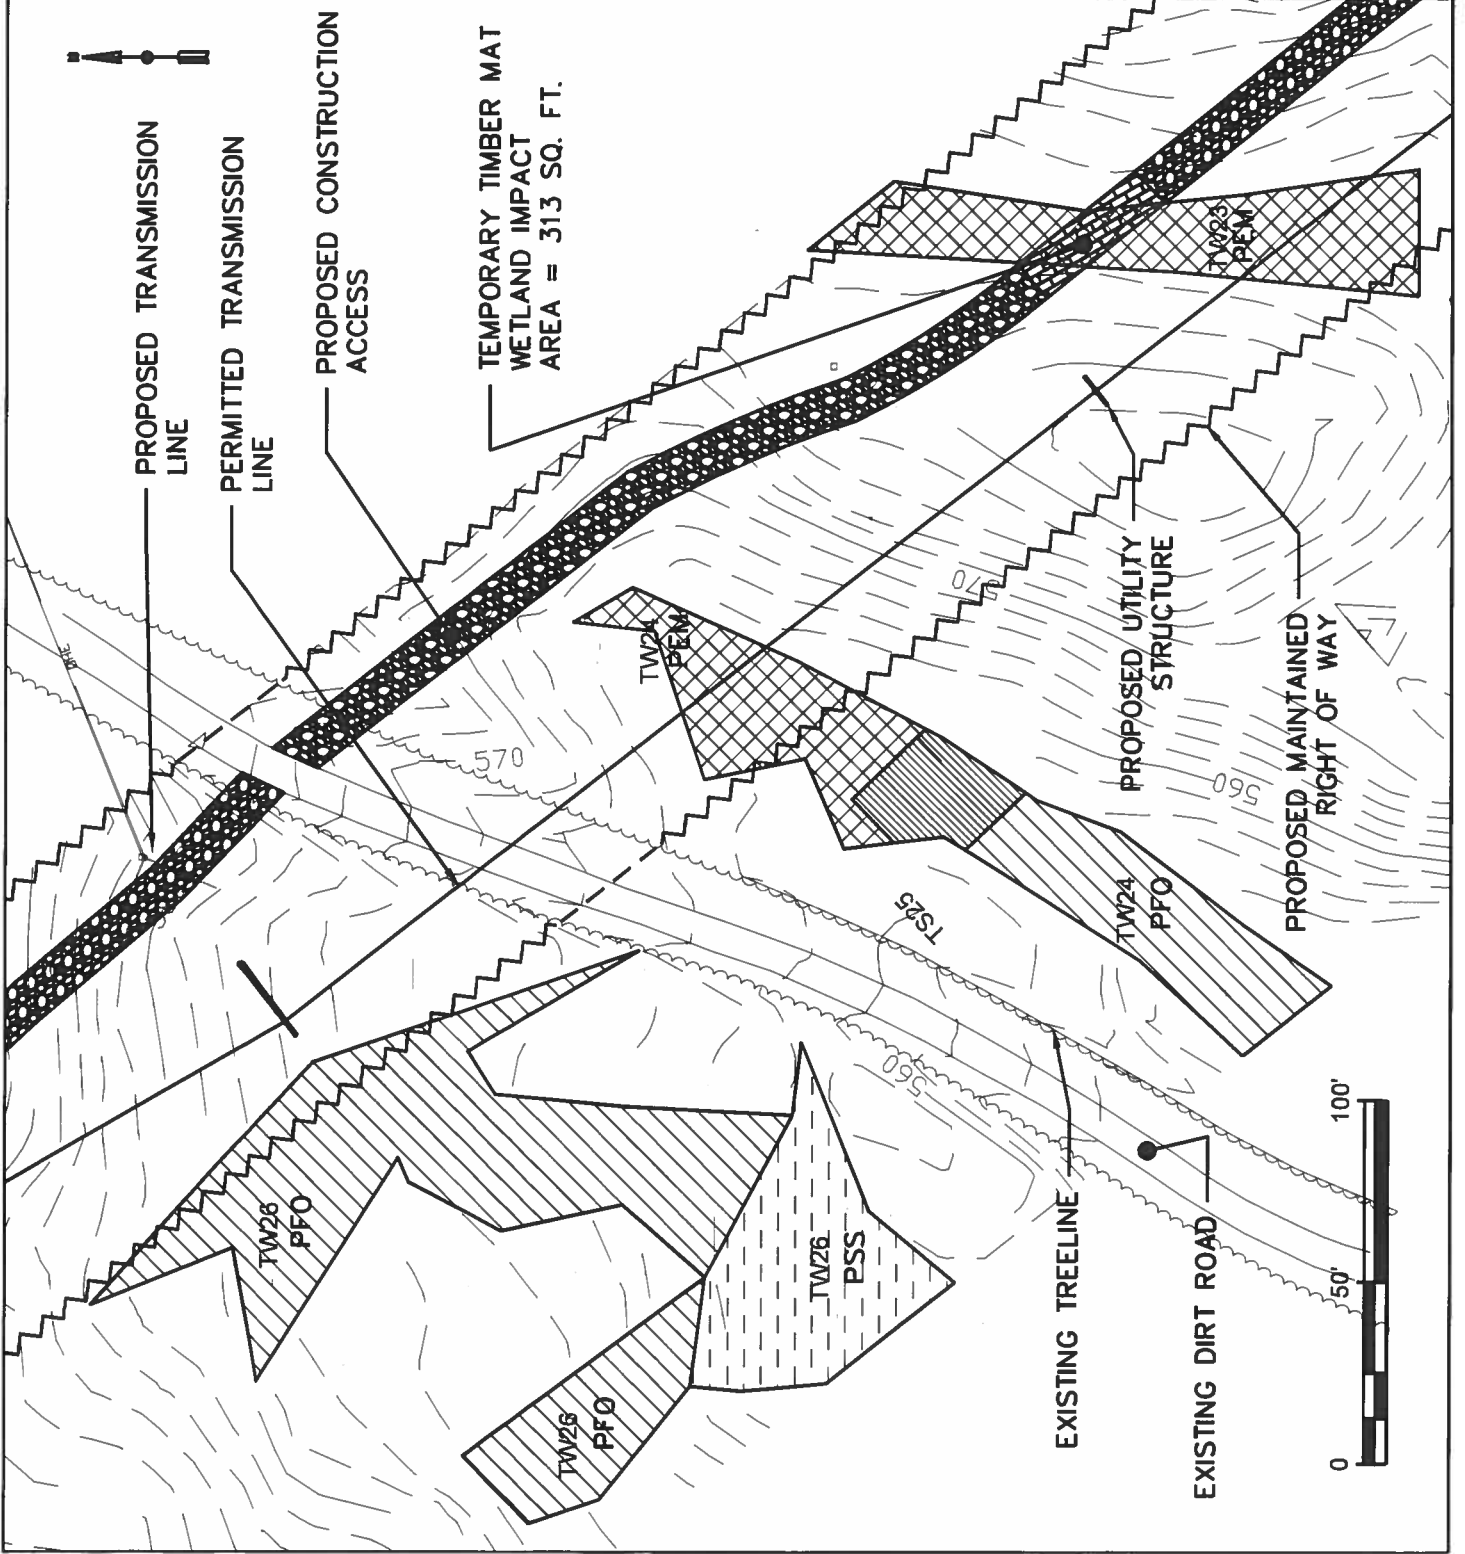 PROPOSED TRANSMISSION
LINE
PERMITTED TRANSMISSION
LINE
PROPOSED CONSTRUCTION
ACCESS
TEMPORARY TIMBER MAT
WETLAND IMPACT
AREA = 313 SQ. FT.
TW23
PEM
TW24
PEM
570
570
PROPOSED UTILITY
STRUCTURE
PROPOSED MAINTAINED
RIGHT OF WAY
560
TW24
PFO
TS25
560
TW26
PFO
TW26
PSS
TW26
PFO
EXISTING TREELINE
EXISTING DIRT ROAD
0
50'
100'